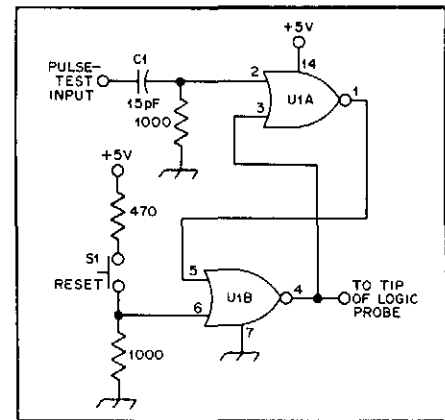 +5V
PULSE-
TEST
INPUT
C1
15pF
1000
2
3
14
U1A
1
+5V
470
S1
RESET
1000
5
6
U1B
4
7
TO TIP
OF LOGIC
PROBE